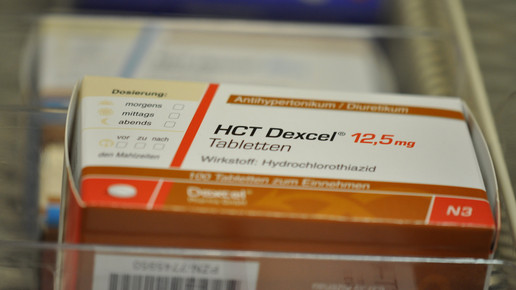 Dosierung:
morgens
mittags
abends
vor zu nach
den Mahlzeiten
Antihypertonikum / Diuretikum
HCT Dexcel® 12,5 mg
Tabletten
Wirkstoff: Hydrochlorothiazid
100 Tabletten zum Einnehmen
Dexcel®
N3